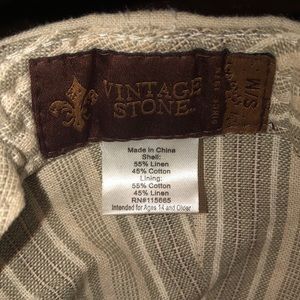 VINTAGE
STONE
S/M
Made in China
Shell:
55% Linen
45% Cotton
Lining:
55% Cotton
45% Linen
RN#115665
Intended for Ages 14 and Older